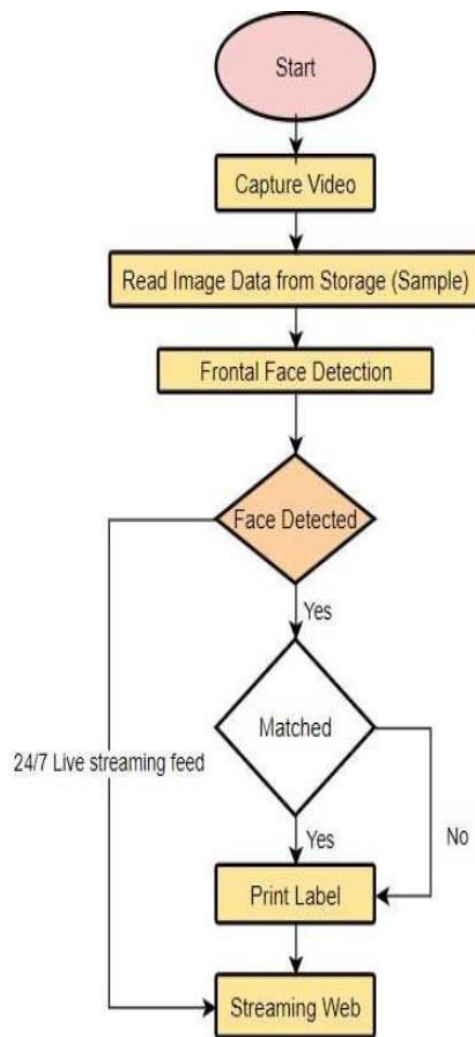 Start
Capture Video
Read Image Data from Storage (Sample)
Frontal Face Detection
Face Detected
Yes
Matched
24/7 Live streaming feed
No
Yes
Print Label
Streaming Web